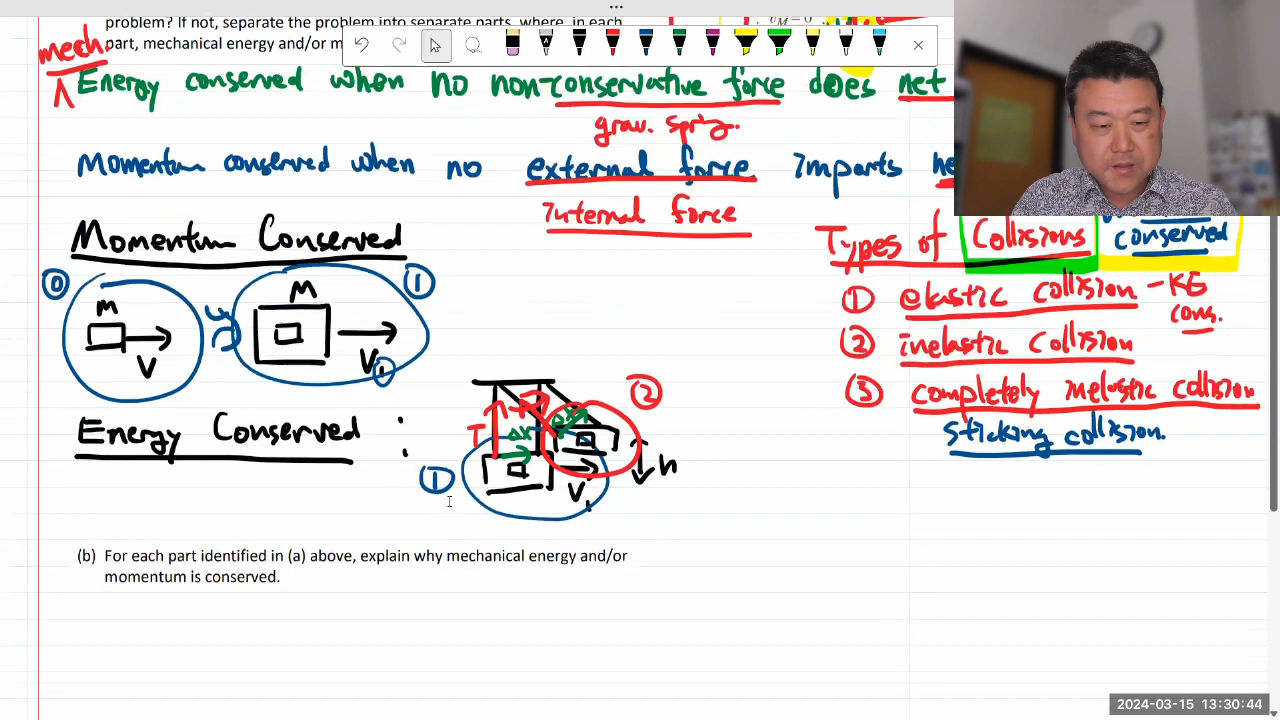 problem? If not, separate the problem into separate parts, where, in each
part, mechanical energy and/or m
mech.
Energy conserved when no non-conservative force does net
grav. spring.
Momentum conserved when no external force imparts
internal force
Momentum Conserved
Types of Collisions
conserved
① elastic collision - KE cons.
② inelastic collision
③ completely inelastic collision
sticking collision.
0
m
v
M
1
V1
Energy Conserved :
T
Δx
2
h
1
V1
(b) For each part identified in (a) above, explain why mechanical energy and/or
momentum is conserved.
2024-03-15 13:30:44